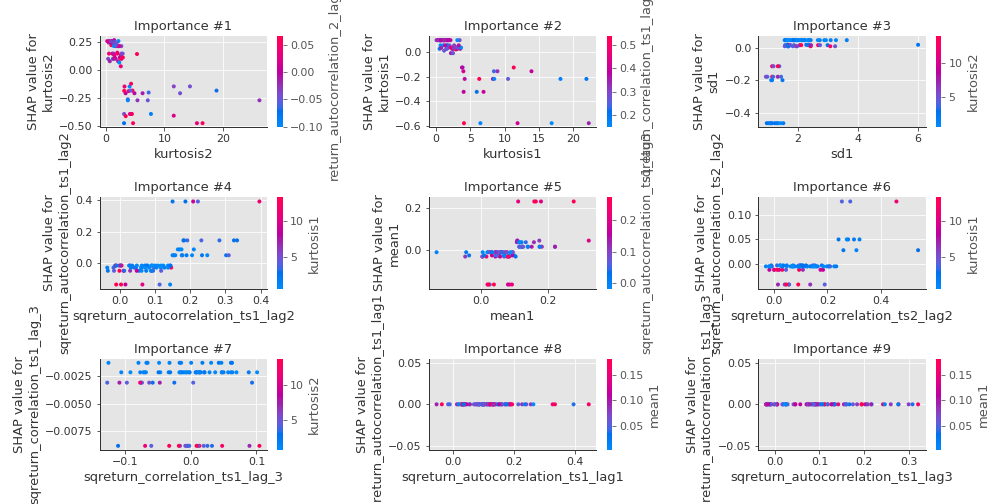 Importance #1
Importance #2
Importance #3
SHAP value for
kurtosis2
0.25
0.00
−0.25
−0.50
0
10
20
kurtosis2
0.05
0.00
−0.05
−0.10
SHAP value for
kurtosis1
0.0
−0.2
−0.4
−0.6
0
5
10
15
20
kurtosis1
0.5
0.4
0.3
0.2
SHAP value for
sd1
0.0
−0.2
−0.4
2
4
6
sd1
10
5
kurtosis2
Importance #4
Importance #5
Importance #6
SHAP value for
sqreturn_autocorrelation_ts1_lag2
0.4
0.2
0.0
0.0
0.1
0.2
0.3
0.4
sqreturn_autocorrelation_ts1_lag2
10
5
kurtosis1
SHAP value for
mean1
0.2
0.0
0.0
0.2
mean1
0.2
0.1
0.0
SHAP value for
sqreturn_autocorrelation_ts2_lag2
0.10
0.05
0.00
0.0
0.2
0.4
sqreturn_autocorrelation_ts2_lag2
10
5
kurtosis1
Importance #7
Importance #8
Importance #9
SHAP value for
sqreturn_correlation_ts1_lag_3
−0.0025
−0.0050
−0.0075
−0.1
0.0
0.1
sqreturn_correlation_ts1_lag_3
10
5
kurtosis2
SHAP value for
sqreturn_autocorrelation_ts1_lag1
0.05
0.00
−0.05
0.0
0.2
0.4
sqreturn_autocorrelation_ts1_lag1
0.15
0.10
0.05
mean1
SHAP value for
sqreturn_autocorrelation_ts1_lag3
0.05
0.00
−0.05
0.0
0.1
0.2
0.3
sqreturn_autocorrelation_ts1_lag3
0.15
0.10
0.05
mean1